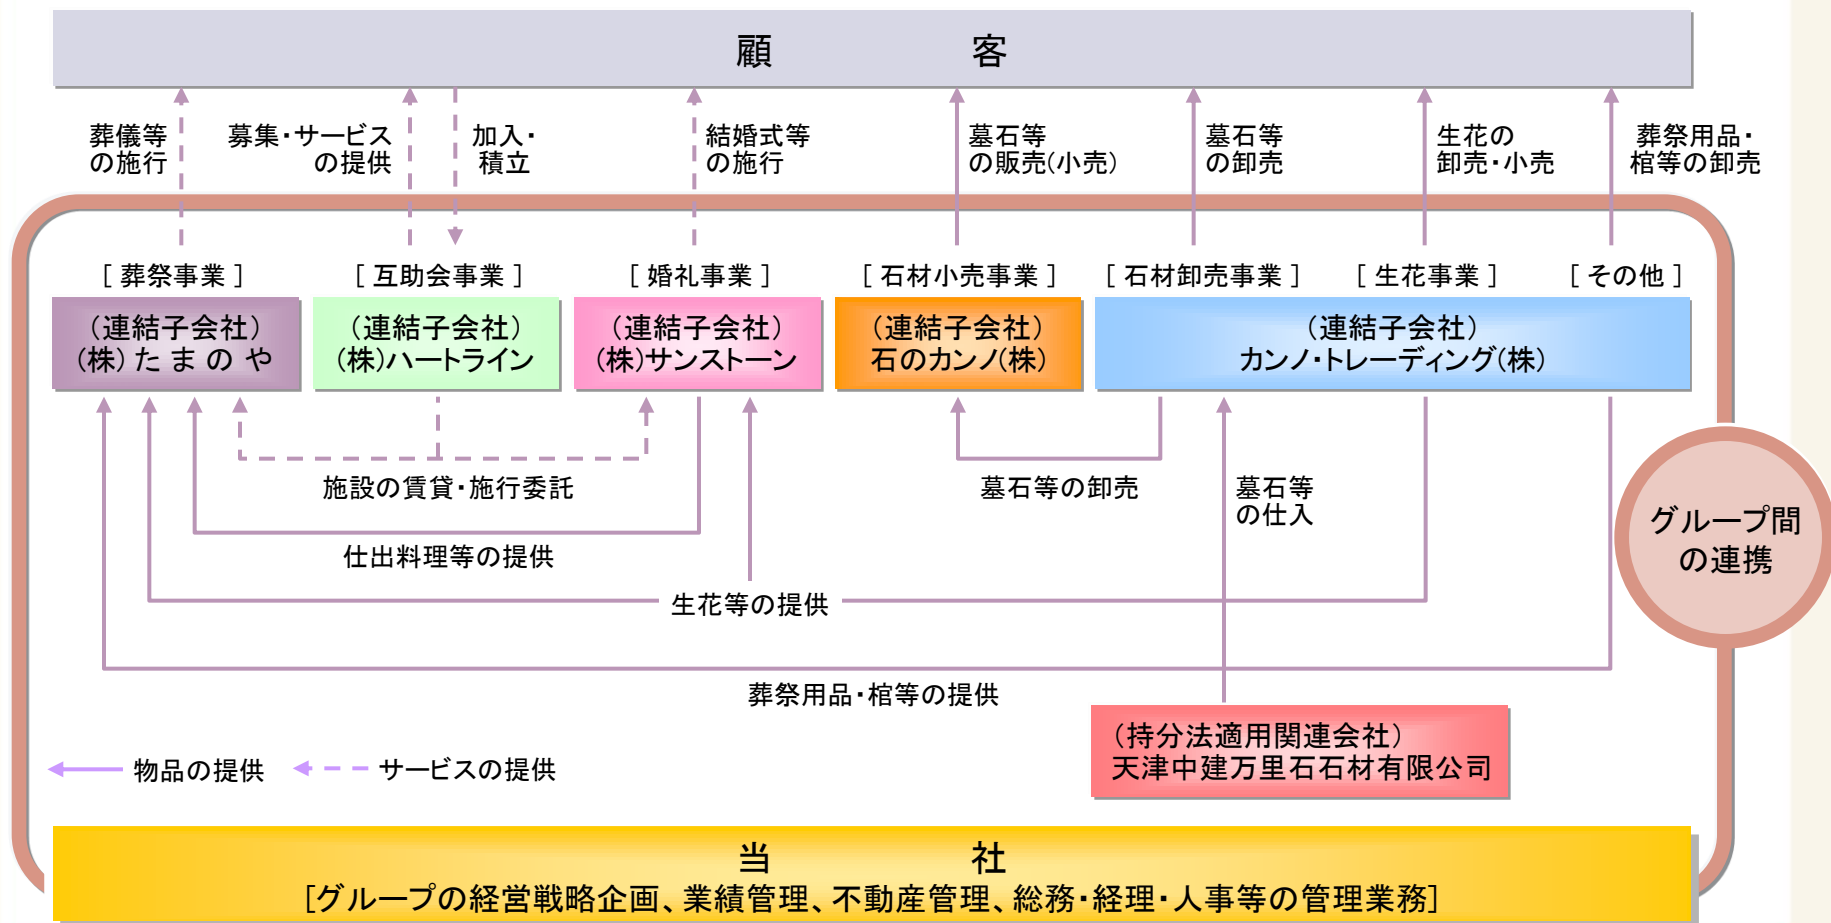 顧　客
葬儀等
の施行
募集・サービス
の提供
加入・
積立
結婚式等
の施行
墓石等
の販売(小売)
墓石等
の卸売
生花の
卸売・小売
葬祭用品・
棺等の卸売
[ 葬祭事業 ]
[ 互助会事業 ]
[ 婚礼事業 ]
[ 石材小売事業 ]
[ 石材卸売事業 ]
[ 生花事業 ]
[ その他 ]
(連結子会社)
(株)たまのや
(連結子会社)
(株)ハートライン
(連結子会社)
(株)サンストーン
(連結子会社)
石のカンノ(株)
(連結子会社)
カンノ・トレーディング(株)
施設の賃貸・施行委託
墓石等の卸売
墓石等
の仕入
グループ間
の連携
仕出料理等の提供
生花等の提供
葬祭用品・棺等の提供
(持分法適用関連会社)
天津中建万里石石材有限公司
物品の提供
サービスの提供
当　社
[グループの経営戦略企画、業績管理、不動産管理、総務・経理・人事等の管理業務]